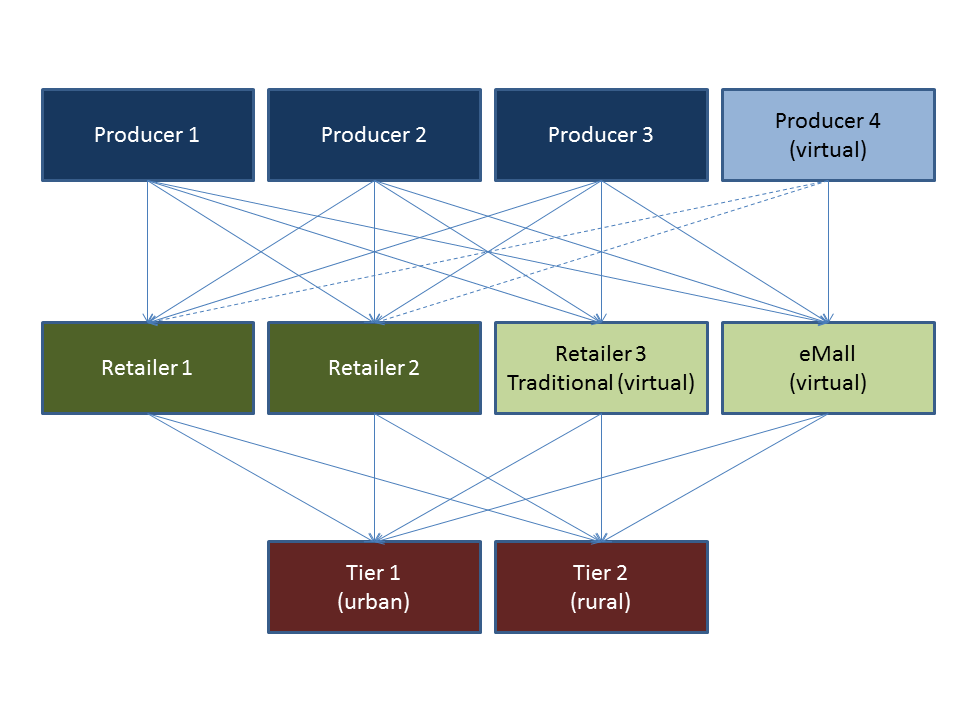 Producer 1
Producer 2
Producer 3
Producer 4
(virtual)
Retailer 1
Retailer 2
Retailer 3
Traditional (virtual)
eMall
(virtual)
Tier 1
(urban)
Tier 2
(rural)